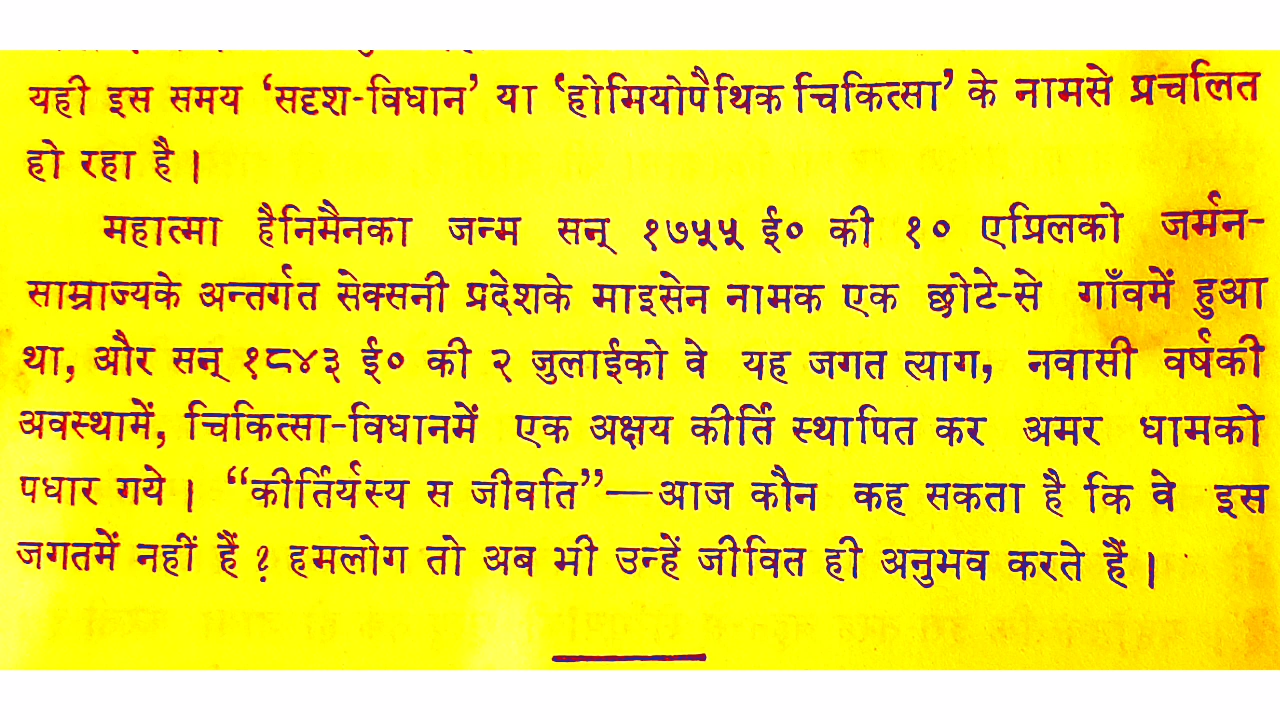 यही इस समय ‘सदृश-विधान’ या ‘होमियोपैथिक चिकित्सा’ के नामसे प्रचलित
हो रहा है।
महात्मा हैनिमैनका जन्म सन् १७५५ ई० की १० एप्रिलको जर्मन-
साम्राज्यके अन्तर्गत सेक्सनी प्रदेशके माइसेन नामक एक छोटे-से गाँवमें हुआ
था, और सन् १८४३ ई० की २ जुलाईको वे यह जगत त्याग, नवासी वर्षकी
अवस्थामें, चिकित्सा-विधानमें एक अक्षय कीर्ति स्थापित कर अमर धामको
पधार गये। “कीर्तिर्यस्य स जीवति”—आज कौन कह सकता है कि वे इस
जगतमें नहीं हैं? हमलोग तो अब भी उन्हें जीवित ही अनुभव करते हैं।